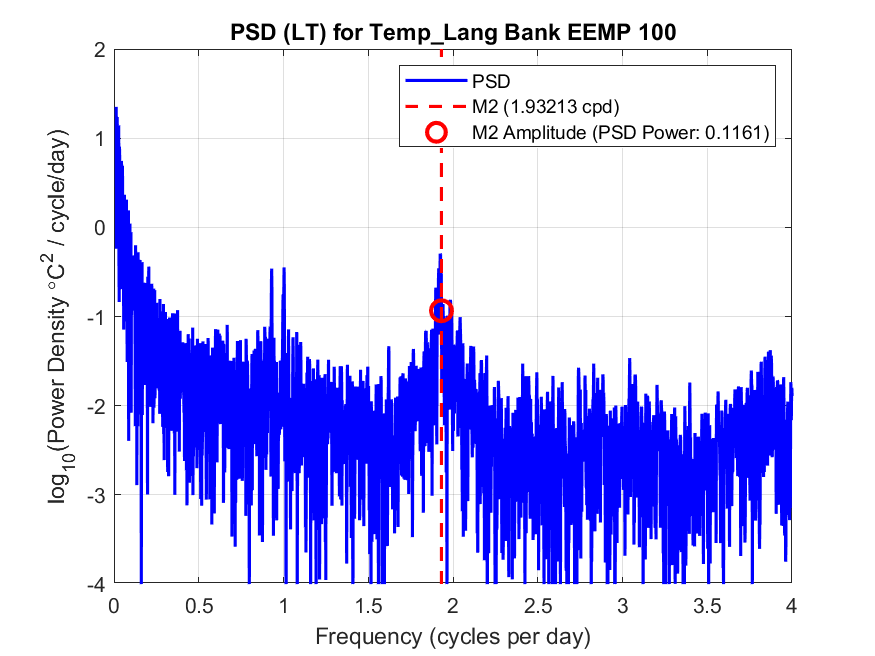 PSD (LT) for Temp_Lang Bank EEMP 100
2
1
0
-1
-2
-3
-4
log10(Power Density °C2 / cycle/day)
PSD
M2 (1.93213 cpd)
M2 Amplitude (PSD Power: 0.1161)
0 0.5 1 1.5 2 2.5 3 3.5 4
Frequency (cycles per day)